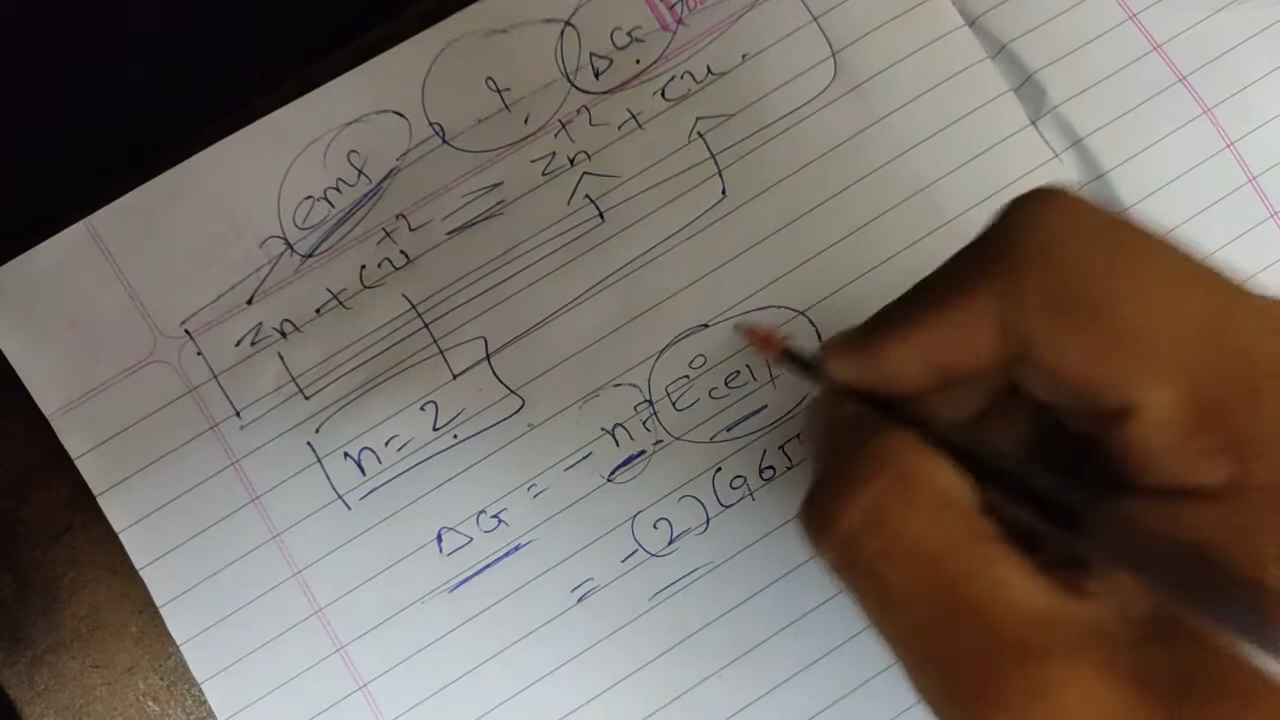 emf
ΔG
Zn + Cu+2 = Zn+2 + Cu.
n = 2
ΔG = -nFE°cell
= -(2)(965